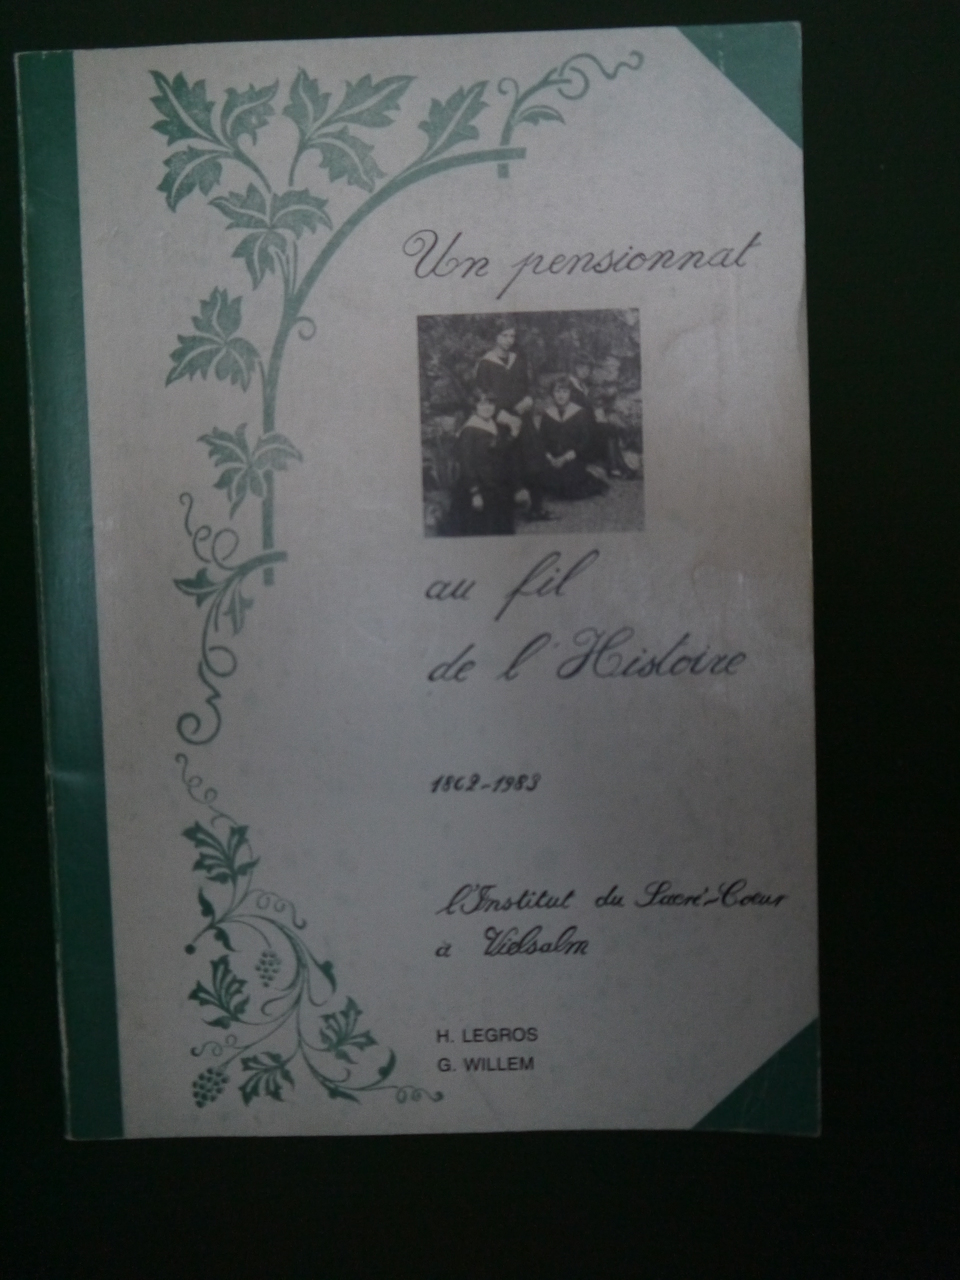 Un pensionnat
au fil
de l'Histoire
1862-1983
l'Institut du Sacré-Coeur
à Vielsalm
H. LEGROS
G. WILLEM